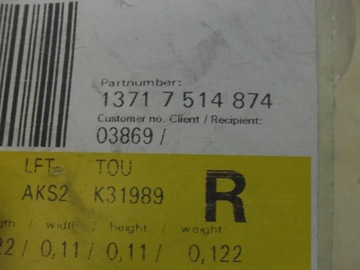 Partnumber:
1371 7 514 874
Customer no. Client / Recipient:
03869 /
LFT- TOU
AKS2 K31989 R
/ width / height / weight
22/ 0,11 / 0,11 / 0,122